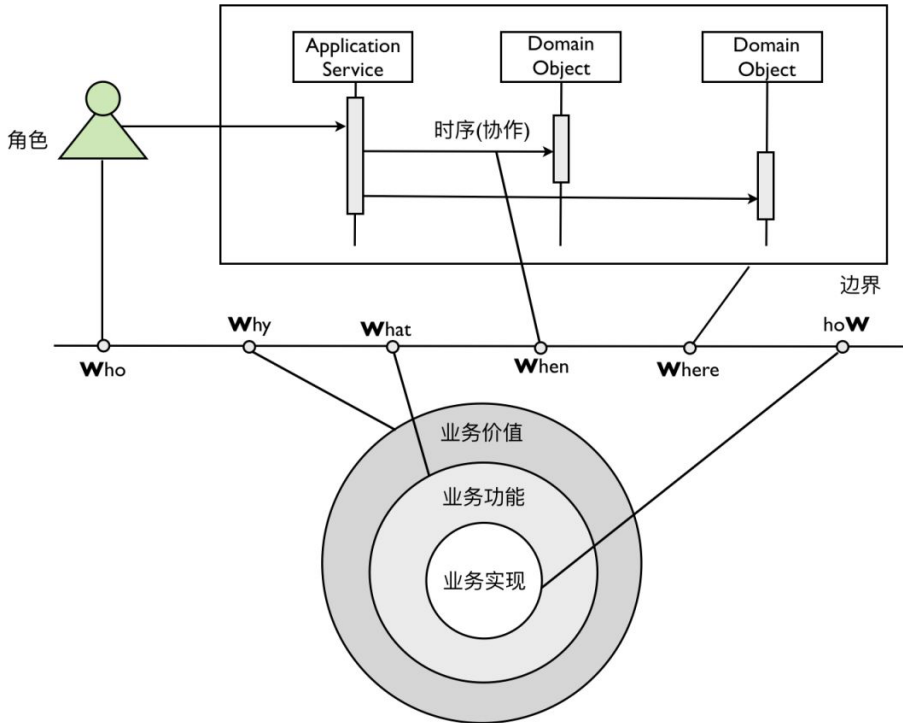 Application
Service
Domain
Object
Domain
Object
角色
时序(协作)
边界
Who
Why
What
When
Where
hoW
业务价值
业务功能
业务实现